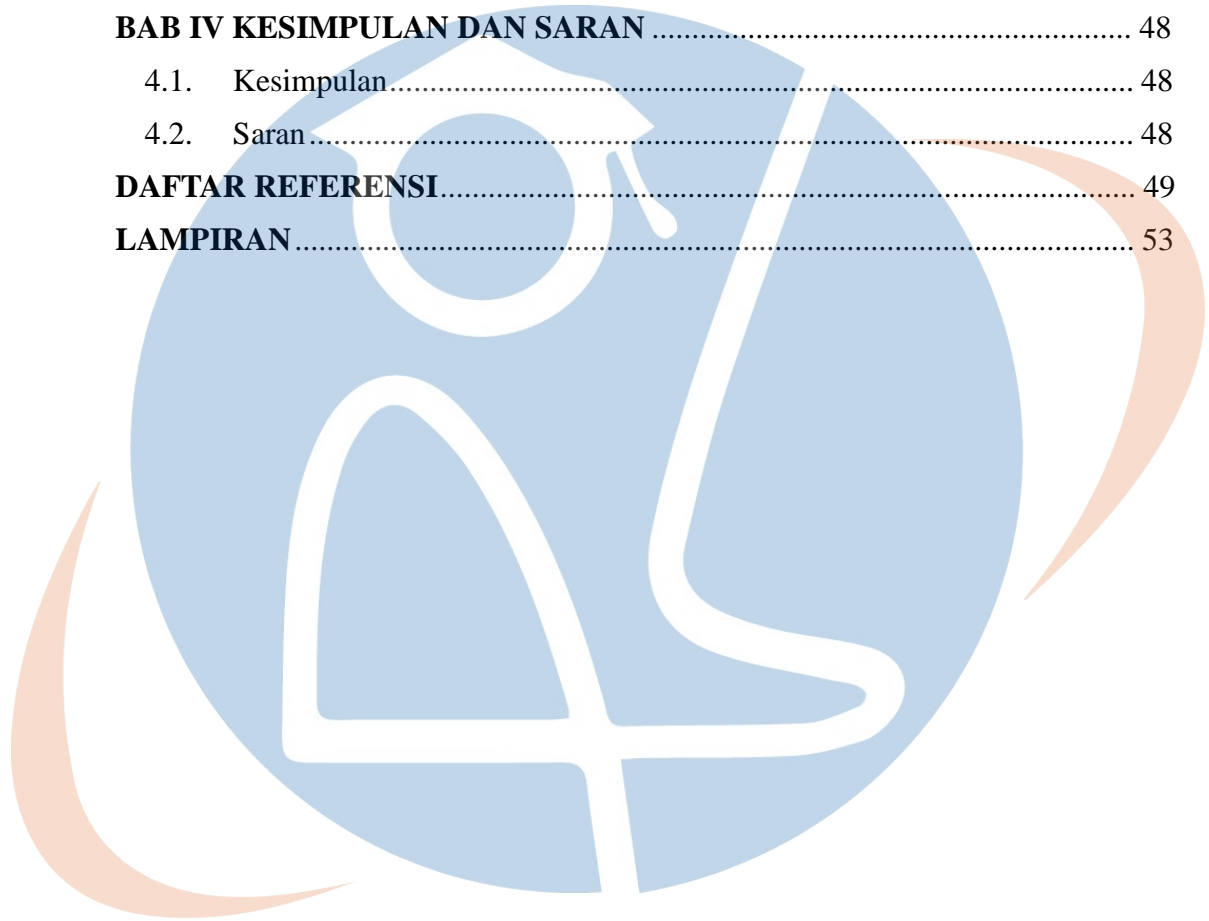 BAB IV KESIMPULAN DAN SARAN ............................................................ 48
4.1. Kesimpulan ............................................................................................. 48
4.2. Saran ....................................................................................................... 48
DAFTAR REFERENSI ....................................................................................... 49
LAMPIRAN ......................................................................................................... 53